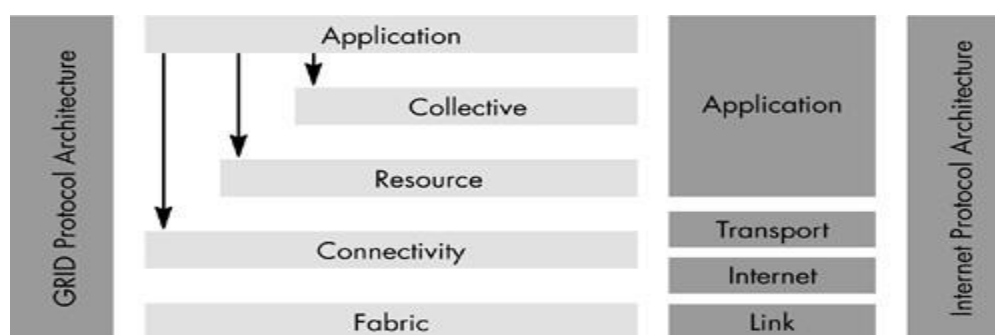 GRID Protocol Architecture
Application
Collective
Resource
Connectivity
Fabric
Application
Transport
Internet
Link
Internet Protocol Architecture